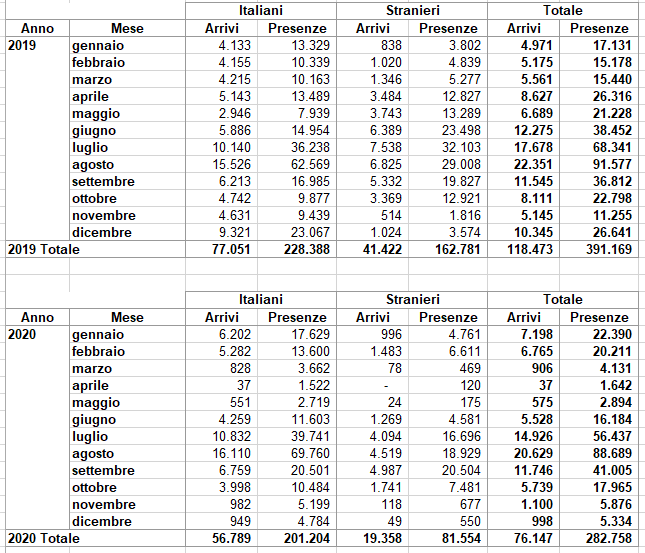 Italiani Stranieri Totale
Anno Mese Arrivi Presenze Arrivi Presenze Arrivi Presenze
2019 gennaio 4.133 13.329 838 3.802 4.971 17.131
febbraio 4.155 10.339 1.020 4.839 5.175 15.178
marzo 4.215 10.163 1.346 5.277 5.561 15.440
aprile 5.143 13.489 3.484 12.827 8.627 26.316
maggio 2.946 7.939 3.743 13.289 6.689 21.228
giugno 5.886 14.954 6.389 23.498 12.275 38.452
luglio 10.140 36.238 7.538 32.103 17.678 68.341
agosto 15.526 62.569 6.825 29.008 22.351 91.577
settembre 6.213 16.985 5.332 19.827 11.545 36.812
ottobre 4.742 9.877 3.369 12.921 8.111 22.798
novembre 4.631 9.439 514 1.816 5.145 11.255
dicembre 9.321 23.067 1.024 3.574 10.345 26.641
2019 Totale 77.051 228.388 41.422 162.781 118.473 391.169
Italiani Stranieri Totale
Anno Mese Arrivi Presenze Arrivi Presenze Arrivi Presenze
2020 gennaio 6.202 17.629 996 4.761 7.198 22.390
febbraio 5.282 13.600 1.483 6.611 6.765 20.211
marzo 828 3.662 78 469 906 4.131
aprile 37 1.522 - 120 37 1.642
maggio 551 2.719 24 175 575 2.894
giugno 4.259 11.603 1.269 4.581 5.528 16.184
luglio 10.832 39.741 4.094 16.696 14.926 56.437
agosto 16.110 69.760 4.519 18.929 20.629 88.689
settembre 6.759 20.501 4.987 20.504 11.746 41.005
ottobre 3.998 10.484 1.741 7.481 5.739 17.965
novembre 982 5.199 118 677 1.100 5.876
dicembre 949 4.784 49 550 998 5.334
2020 Totale 56.789 201.204 19.358 81.554 76.147 282.758